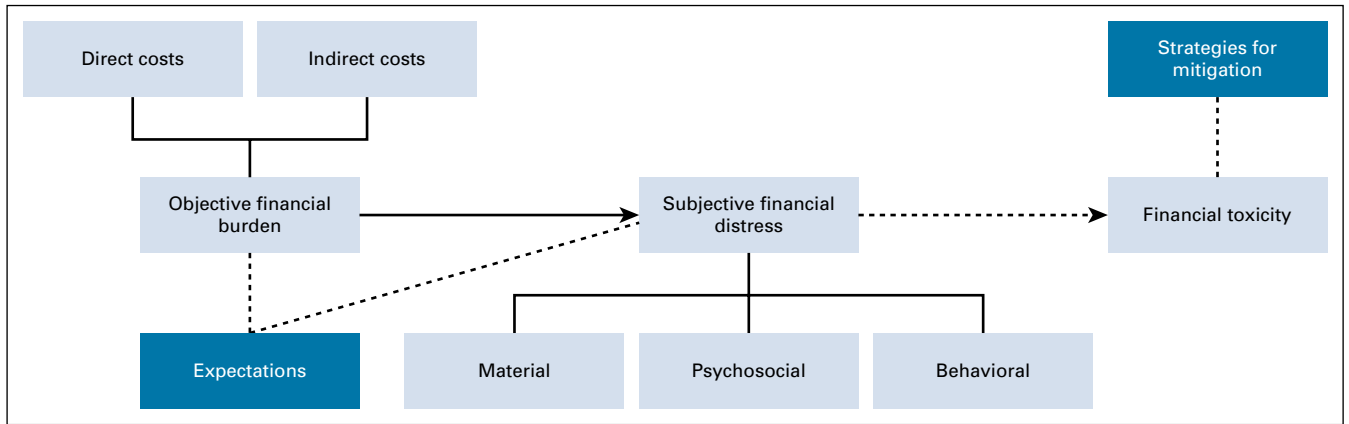 Direct costs
Indirect costs
Strategies for
mitigation
Objective financial
burden
Subjective financial
distress
Financial toxicity
Expectations
Material
Psychosocial
Behavioral